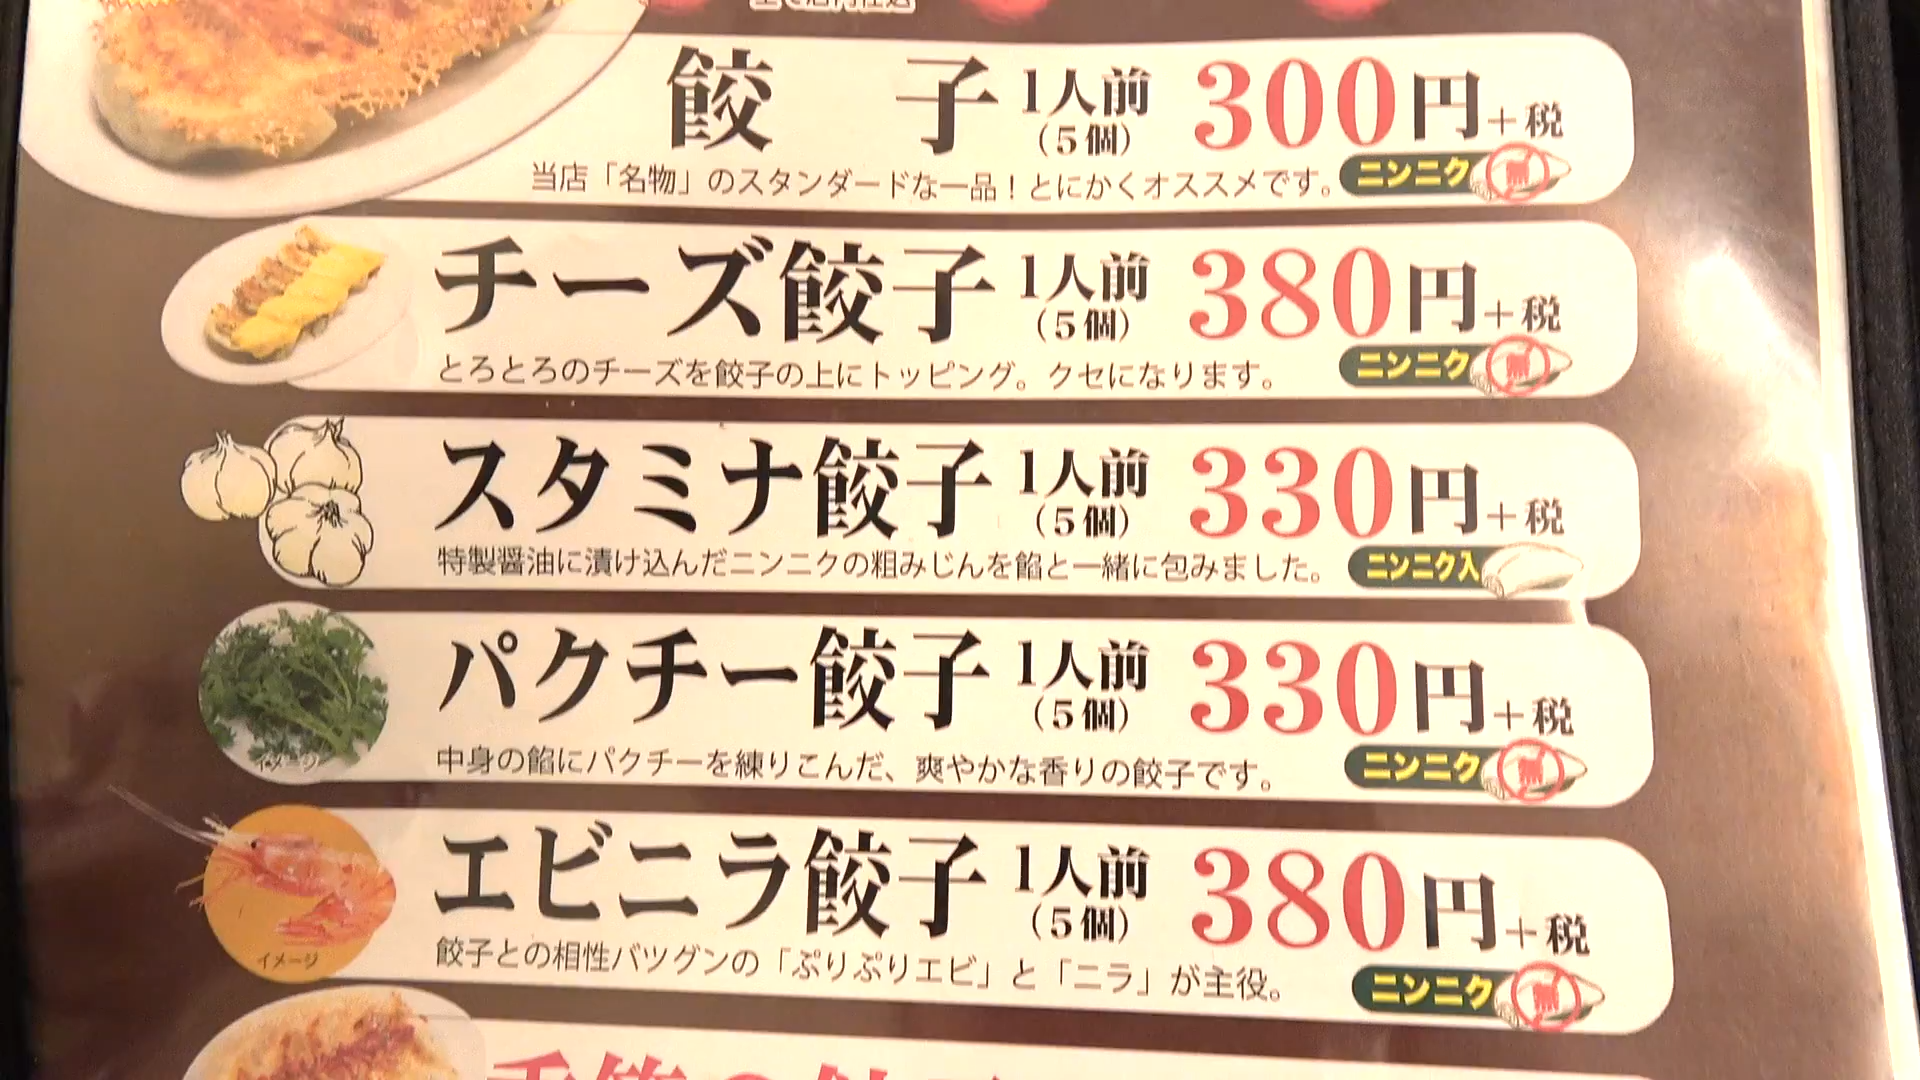 餃子 1人前 (5個) 300円+税
当店「名物」のスタンダードな一品！とにかくオススメです。 ニンニク 無
チーズ餃子 1人前 (5個) 380円+税
とろとろのチーズを餃子の上にトッピング。クセになります。 ニンニク 無
スタミナ餃子 1人前 (5個) 330円+税
特製醤油に漬け込んだニンニクの粗みじんを餡と一緒に包みました。 ニンニク入
パクチー餃子 1人前 (5個) 330円+税
イメージ
中身の餡にパクチーを練りこんだ、爽やかな香りの餃子です。 ニンニク 無
エビニラ餃子 1人前 (5個) 380円+税
イメージ
餃子との相性バツグンの「ぷりぷりエビ」と「ニラ」が主役。 ニンニク 無